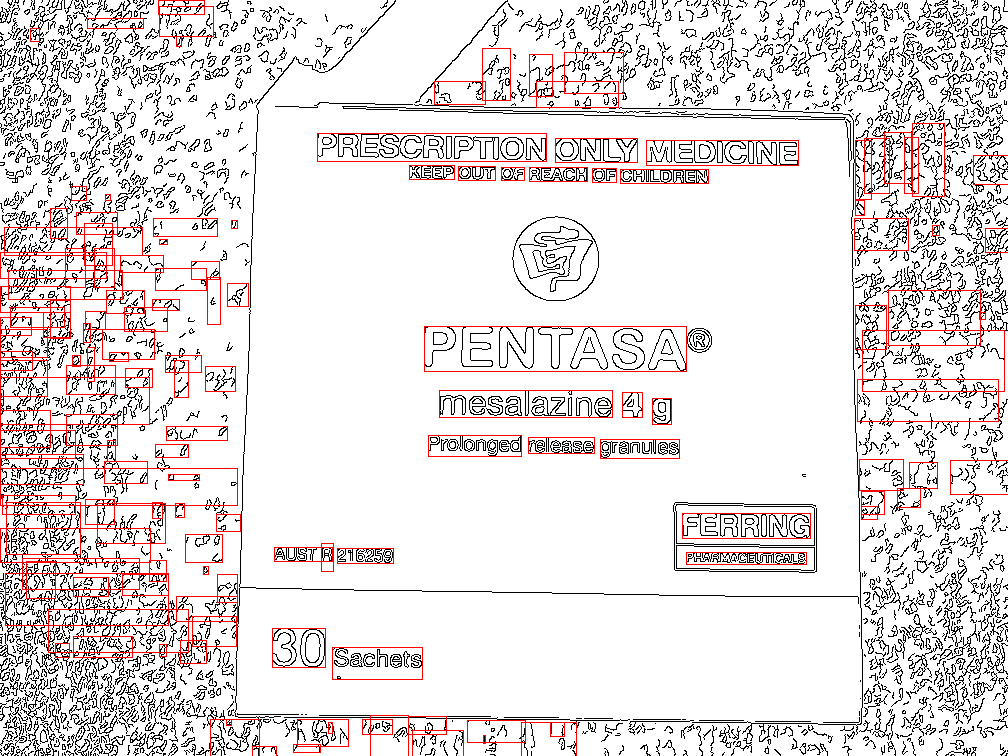 PRESCRIPTION ONLY MEDICINE
KEEP OUT OF REACH OF CHILDREN
PENTASA®
mesalazine 4 g
Prolonged release granules
FERRING
PHARMACEUTICALS
AUST R 216259
30 Sachets